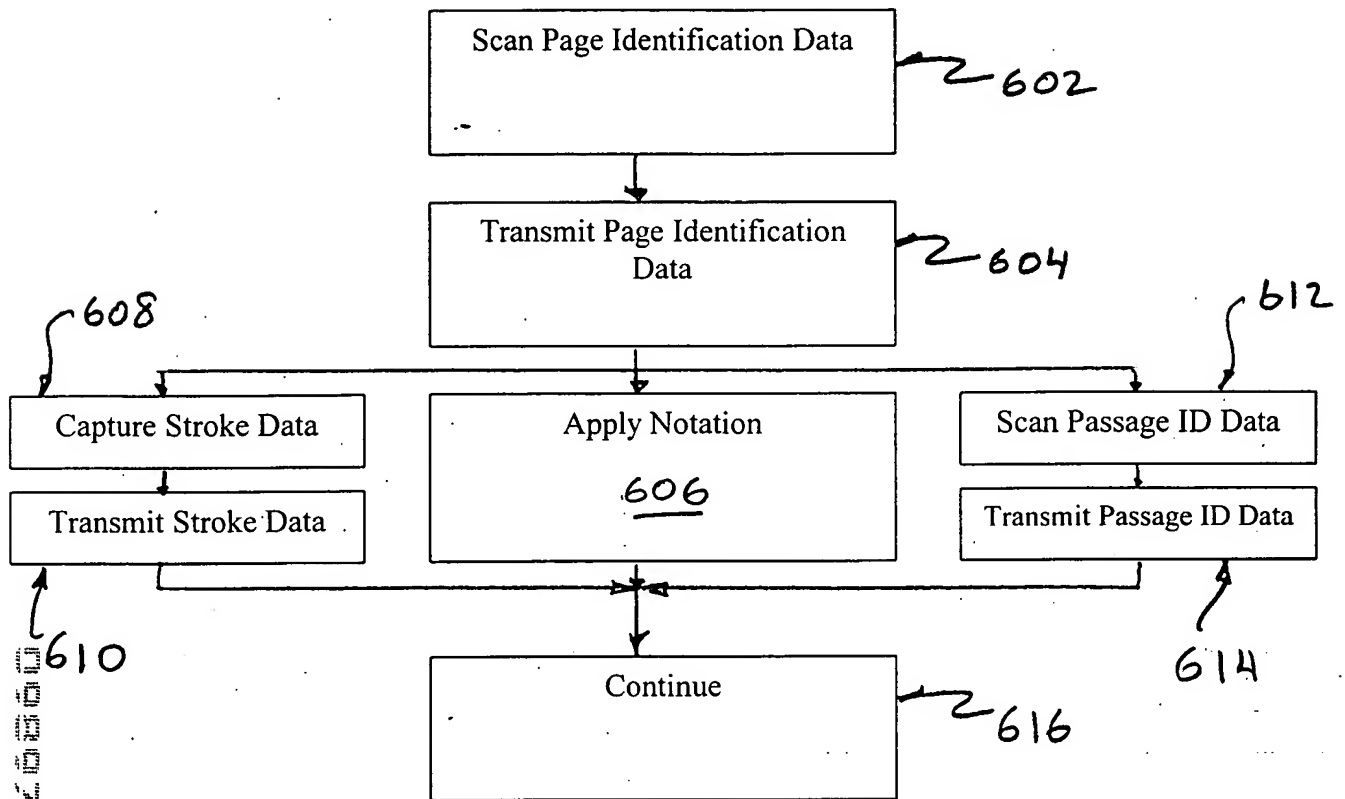 Scan Page Identification Data
602
Transmit Page Identification
Data
604
608
612
Capture Stroke Data
Apply Notation
Scan Passage ID Data
606
Transmit Stroke Data
Transmit Passage ID Data
610
614
Continue
616